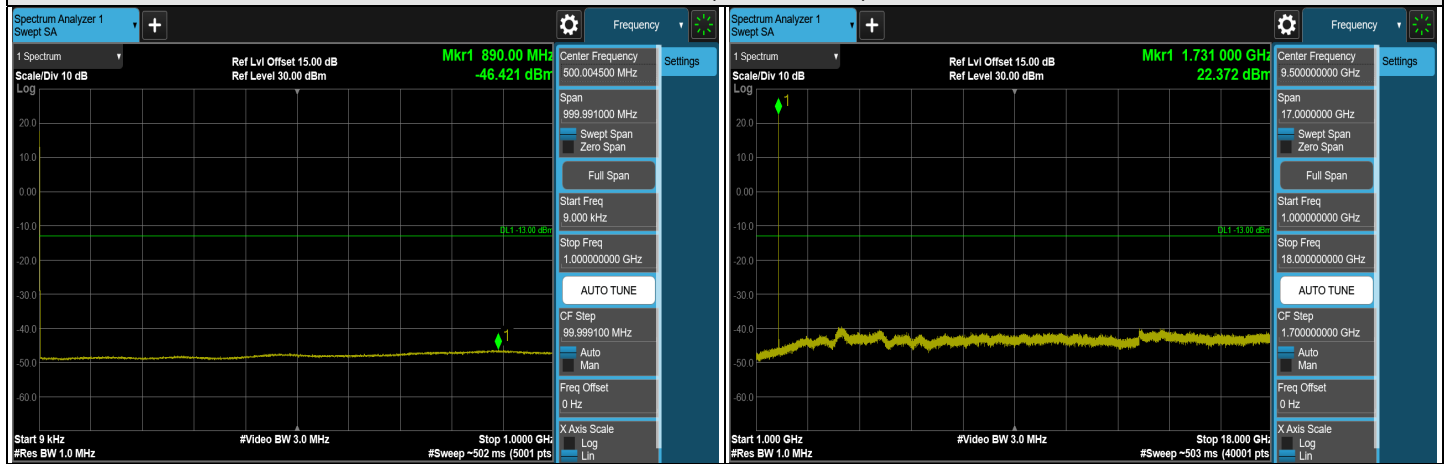 Spectrum Analyzer 1
Swept SA
+
Frequency
1 Spectrum
Scale/Div 10 dB
Log
Ref Lvl Offset 15.00 dB
Ref Level 30.00 dBm
Mkr1 890.00 MHz
-46.421 dBm
20.0
10.0
0.00
-10.0
-20.0
-30.0
-40.0
-50.0
-60.0
DL1 -13.00 dBm
1
Start 9 kHz
#Res BW 1.0 MHz
#Video BW 3.0 MHz
Stop 1.0000 GHz
#Sweep ~502 ms (5001 pts
Center Frequency
500.004500 MHz
Span
999.991000 MHz
Swept Span
Zero Span
Full Span
Start Freq
9.000 kHz
Stop Freq
1.000000000 GHz
AUTO TUNE
CF Step
99.999100 MHz
Auto
Man
Freq Offset
0 Hz
X Axis Scale
Log
Lin
Settings
Spectrum Analyzer 1
Swept SA
+
Frequency
1 Spectrum
Scale/Div 10 dB
Log
Ref Lvl Offset 15.00 dB
Ref Level 30.00 dBm
Mkr1 1.731 000 GHz
22.372 dBm
1
20.0
10.0
0.00
-10.0
-20.0
-30.0
-40.0
-50.0
-60.0
DL1 -13.00 dBm
Start 1.000 GHz
#Res BW 1.0 MHz
#Video BW 3.0 MHz
Stop 18.000 GHz
#Sweep ~503 ms (40001 pts
Center Frequency
9.500000000 GHz
Span
17.0000000 GHz
Swept Span
Zero Span
Full Span
Start Freq
1.000000000 GHz
Stop Freq
18.000000000 GHz
AUTO TUNE
CF Step
1.700000000 GHz
Auto
Man
Freq Offset
0 Hz
X Axis Scale
Log
Lin
Settings